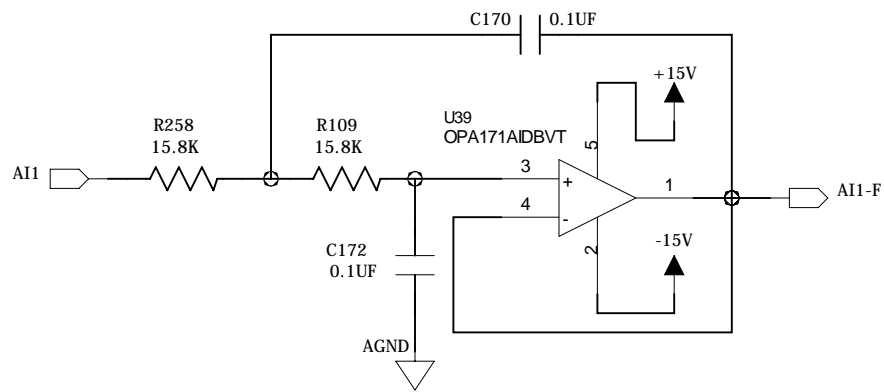 C170 0.1UF
+15V
U39
OPA171AIDBVT
R258
15.8K
R109
15.8K
5
AI1
3
+
1
AI1-F
4
-
2
-15V
C172
0.1UF
AGND